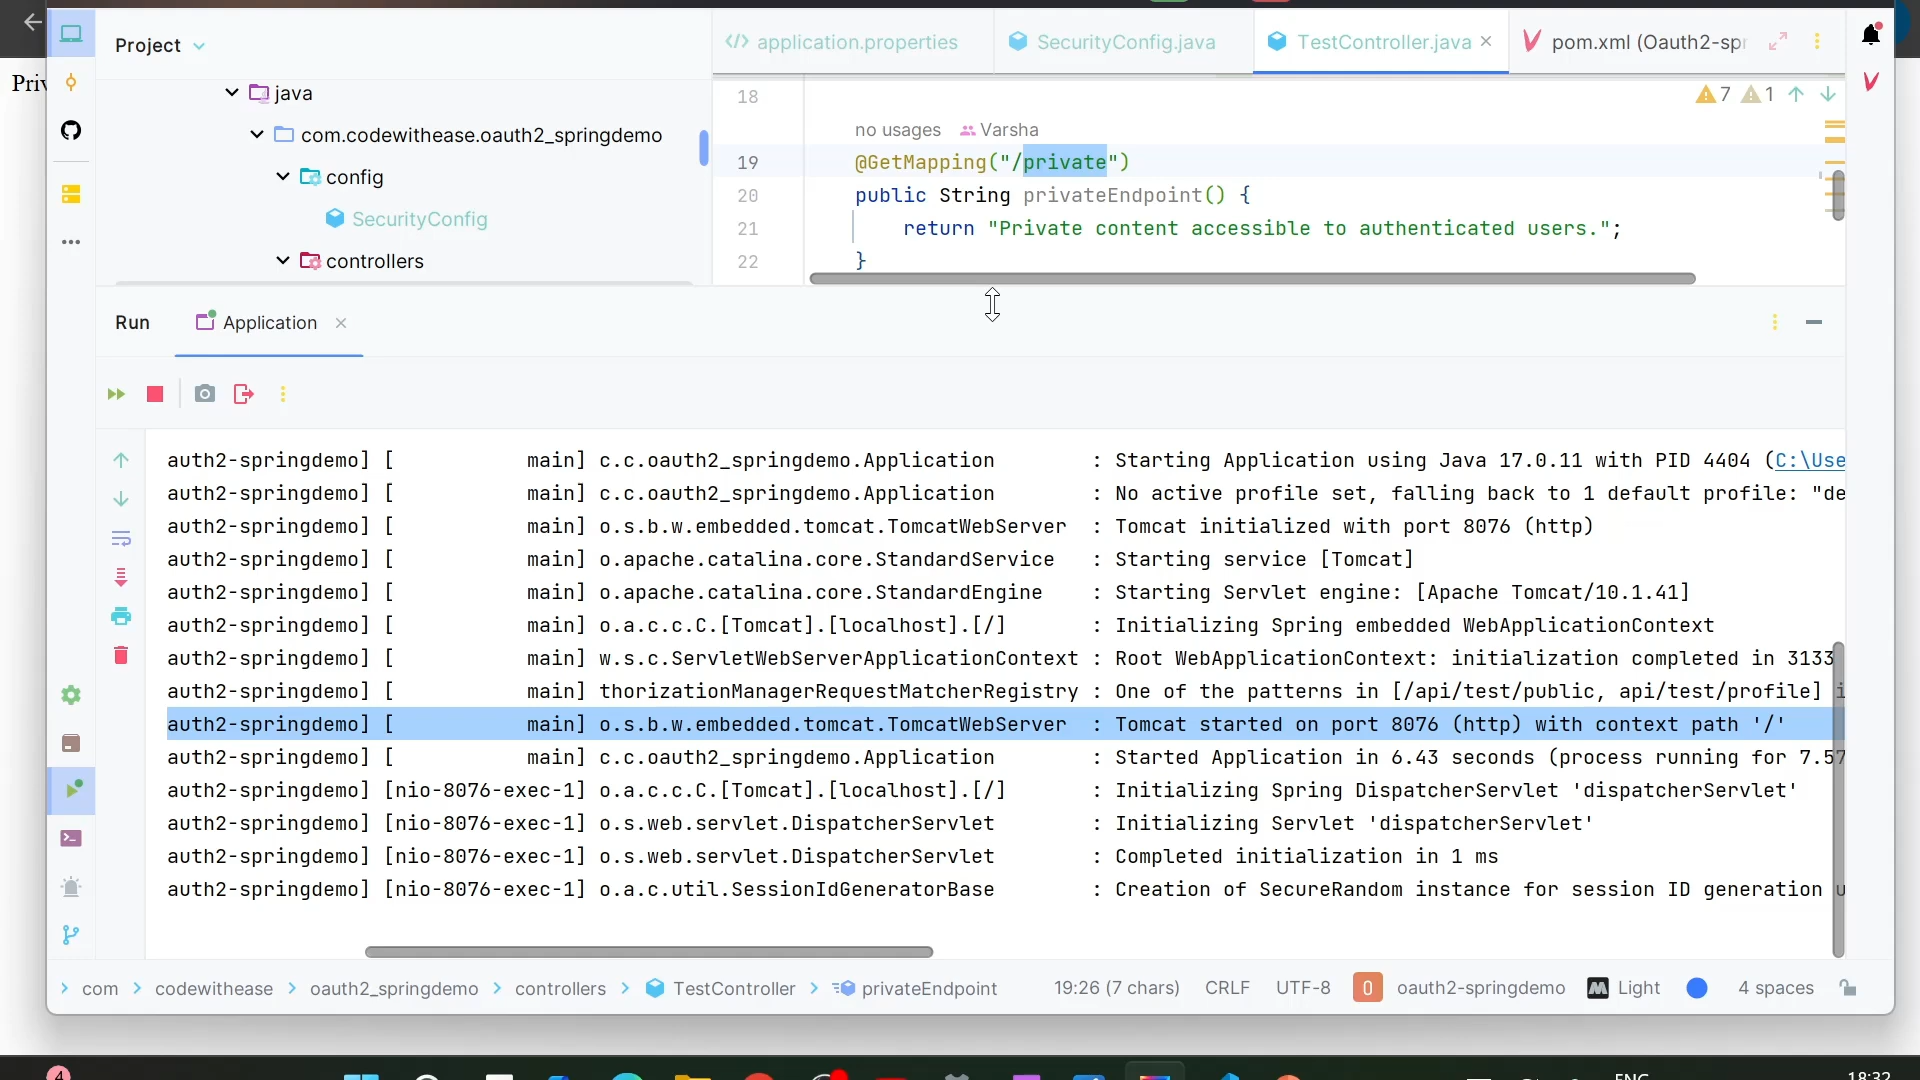 Project
application.properties
SecurityConfig.java
TestController.java
pom.xml (Oauth2-spr
Priv
java
com.codewithease.oauth2_springdemo
config
SecurityConfig
controllers
7 1
18
no usages Varsha
19 @GetMapping("/private")
20 public String privateEndpoint() {
21 return "Private content accessible to authenticated users.";
22 }
Run Application
auth2-springdemo] [ main] c.c.oauth2_springdemo.Application : Starting Application using Java 17.0.11 with PID 4404 (C:\Use
auth2-springdemo] [ main] c.c.oauth2_springdemo.Application : No active profile set, falling back to 1 default profile: "de
auth2-springdemo] [ main] o.s.b.w.embedded.tomcat.TomcatWebServer : Tomcat initialized with port 8076 (http)
auth2-springdemo] [ main] o.apache.catalina.core.StandardService : Starting service [Tomcat]
auth2-springdemo] [ main] o.apache.catalina.core.StandardEngine : Starting Servlet engine: [Apache Tomcat/10.1.41]
auth2-springdemo] [ main] o.a.c.c.C.[Tomcat].[localhost].[/] : Initializing Spring embedded WebApplicationContext
auth2-springdemo] [ main] w.s.c.ServletWebServerApplicationContext : Root WebApplicationContext: initialization completed in 3133
auth2-springdemo] [ main] thorizationManagerRequestMatcherRegistry : One of the patterns in [/api/test/public, api/test/profile] i
auth2-springdemo] [ main] o.s.b.w.embedded.tomcat.TomcatWebServer : Tomcat started on port 8076 (http) with context path '/'
auth2-springdemo] [ main] c.c.oauth2_springdemo.Application : Started Application in 6.43 seconds (process running for 7.57
auth2-springdemo] [nio-8076-exec-1] o.a.c.c.C.[Tomcat].[localhost].[/] : Initializing Spring DispatcherServlet 'dispatcherServlet'
auth2-springdemo] [nio-8076-exec-1] o.s.web.servlet.DispatcherServlet : Initializing Servlet 'dispatcherServlet'
auth2-springdemo] [nio-8076-exec-1] o.s.web.servlet.DispatcherServlet : Completed initialization in 1 ms
auth2-springdemo] [nio-8076-exec-1] o.a.c.util.SessionIdGeneratorBase : Creation of SecureRandom instance for session ID generation u
com codewithease oauth2_springdemo controllers TestController privateEndpoint 19:26 (7 chars) CRLF UTF-8 O oauth2-springdemo Light 4 spaces
4
ENG
18:32